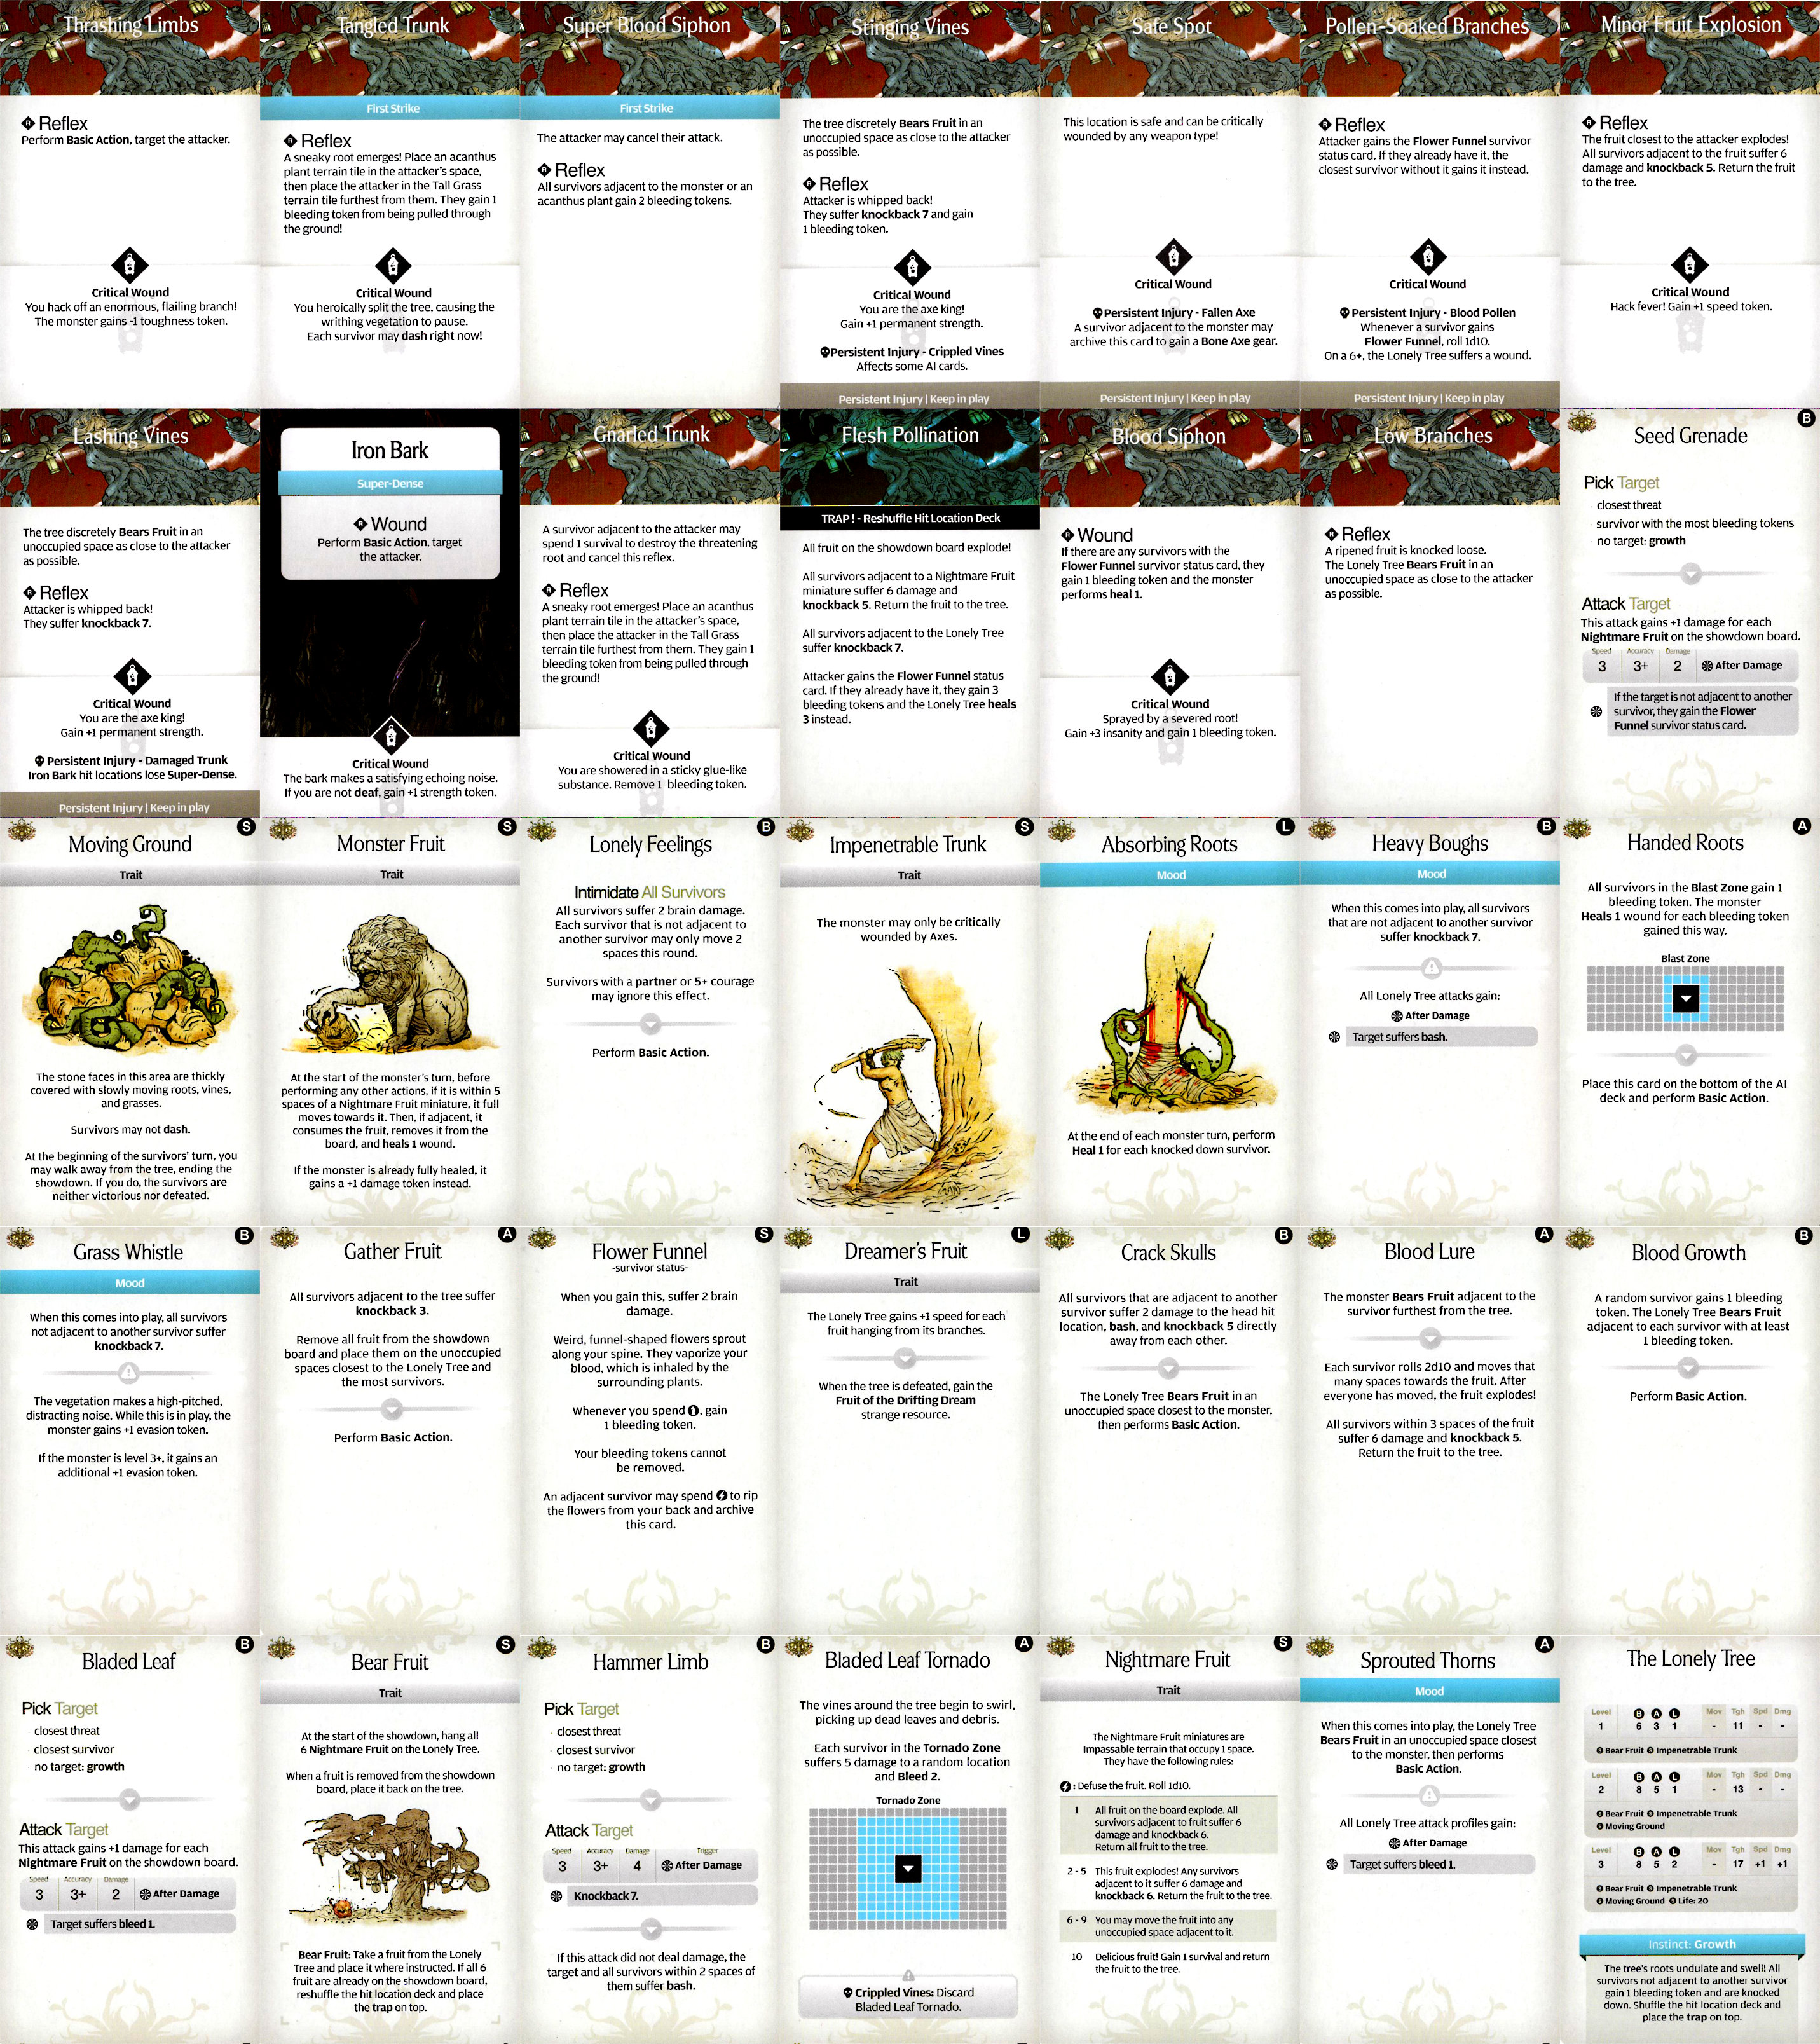 Thrashing Limbs
Reflex
Perform Basic Action, target the attacker.
Critical Wound
You hack off an enormous, flailing branch!
The monster gains -1 toughness token.
Tangled Trunk
First Strike
Reflex
A sneaky root emerges! Place an acanthus
plant terrain tile in the attacker's space,
then place the attacker in the Tall Grass
terrain tile furthest from them. They gain 1
bleeding token from being pulled through
the ground!
Critical Wound
You heroically split the tree, causing the
writhing vegetation to pause.
Each survivor may dash right now!
Super Blood Siphon
First Strike
The attacker may cancel their attack.
Reflex
All survivors adjacent to the monster or an
acanthus plant gain 2 bleeding tokens.
Stinging Vines
The tree discretely Bears Fruit in an
unoccupied space as close to the attacker
as possible.
Reflex
Attacker is whipped back!
They suffer knockback 7 and gain
1 bleeding token.
Critical Wound
You are the axe king!
Gain +1 permanent strength.
Persistent Injury - Crippled Vines
Affects some AI cards.
Persistent Injury | Keep in play
Safe Spot
This location is safe and can be critically
wounded by any weapon type!
Critical Wound
Persistent Injury - Fallen Axe
A survivor adjacent to the monster may
archive this card to gain a Bone Axe gear.
Persistent Injury | Keep in play
Pollen-Soaked Branches
Reflex
Attacker gains the Flower Funnel survivor
status card. If they already have it, the
closest survivor without it gains it instead.
Critical Wound
Persistent Injury - Blood Pollen
Whenever a survivor gains
Flower Funnel, roll 1d10.
On a 6+, the Lonely Tree suffers a wound.
Persistent Injury | Keep in play
Minor Fruit Explosion
Reflex
The fruit closest to the attacker explodes!
All survivors adjacent to the fruit suffer 6
damage and knockback 5. Return the fruit
to the tree.
Critical Wound
Hack fever! Gain +1 speed token.
Lashing Vines
The tree discretely Bears Fruit in an
unoccupied space as close to the attacker
as possible.
Reflex
Attacker is whipped back!
They suffer knockback 7.
Critical Wound
You are the axe king!
Gain +1 permanent strength.
Persistent Injury - Damaged Trunk
Iron Bark hit locations lose Super-Dense.
Persistent Injury | Keep in play
Iron Bark
Super-Dense
Wound
Perform Basic Action, target
the attacker.
Critical Wound
The bark makes a satisfying echoing noise.
If you are not deaf, gain +1 strength token.
Gnarled Trunk
A survivor adjacent to the attacker may
spend 1 survival to destroy the threatening
root and cancel this reflex.
Reflex
A sneaky root emerges! Place an acanthus
plant terrain tile in the attacker's space,
then place the attacker in the Tall Grass
terrain tile furthest from them. They gain 1
bleeding token from being pulled through
the ground!
Critical Wound
You are showered in a sticky glue-like
substance. Remove 1 bleeding token.
Flesh Pollination
TRAP! - Reshuffle Hit Location Deck
All fruit on the showdown board explode!
All survivors adjacent to a Nightmare Fruit
miniature suffer 6 damage and
knockback 5. Return the fruit to the tree.
All survivors adjacent to the Lonely Tree
suffer knockback 7.
Attacker gains the Flower Funnel status
card. If they already have it, they gain 3
bleeding tokens and the Lonely Tree heals
3 instead.
Blood Siphon
Wound
If there are any survivors with the
Flower Funnel survivor status card, they
gain 1 bleeding token and the monster
performs heal 1.
Critical Wound
Sprayed by a severed root!
Gain +3 insanity and gain 1 bleeding token.
Low Branches
Reflex
A ripened fruit is knocked loose.
The Lonely Tree Bears Fruit in an
unoccupied space as close to the attacker
as possible.
B
Seed Grenade
Pick Target
· closest threat
· survivor with the most bleeding tokens
· no target: growth
Attack Target
This attack gains +1 damage for each
Nightmare Fruit on the showdown board.
Speed Accuracy Damage
3 3+ 2 After Damage
If the target is not adjacent to another
survivor, they gain the Flower
Funnel survivor status card.
S
Moving Ground
Trait
The stone faces in this area are thickly
covered with slowly moving roots, vines,
and grasses.
Survivors may not dash.
At the beginning of the survivors' turn, you
may walk away from the tree, ending the
showdown. If you do, the survivors are
neither victorious nor defeated.
S
Monster Fruit
Trait
At the start of the monster's turn, before
performing any other actions, if it is within 5
spaces of a Nightmare Fruit miniature, it full
moves towards it. Then, if adjacent, it
consumes the fruit, removes it from the
board, and heals 1 wound.
If the monster is already fully healed, it
gains a +1 damage token instead.
B
Lonely Feelings
Intimidate All Survivors
All survivors suffer 2 brain damage.
Each survivor that is not adjacent to
another survivor may only move 2
spaces this round.
Survivors with a partner or 5+ courage
may ignore this effect.
Perform Basic Action.
S
Impenetrable Trunk
Trait
The monster may only be critically
wounded by Axes.
L
Absorbing Roots
Mood
At the end of each monster turn, perform
Heal 1 for each knocked down survivor.
B
Heavy Boughs
Mood
When this comes into play, all survivors
that are not adjacent to another survivor
suffer knockback 7.
All Lonely Tree attacks gain:
After Damage
Target suffers bash.
A
Handed Roots
All survivors in the Blast Zone gain 1
bleeding token. The monster
Heals 1 wound for each bleeding token
gained this way.
Blast Zone
Place this card on the bottom of the AI
deck and perform Basic Action.
B
Grass Whistle
Mood
When this comes into play, all survivors
not adjacent to another survivor suffer
knockback 7.
The vegetation makes a high-pitched,
distracting noise. While this is in play, the
monster gains +1 evasion token.
If the monster is level 3+, it gains an
additional +1 evasion token.
A
Gather Fruit
All survivors adjacent to the tree suffer
knockback 3.
Remove all fruit from the showdown
board and place them on the unoccupied
spaces closest to the Lonely Tree and
the most survivors.
Perform Basic Action.
S
Flower Funnel
-survivor status-
When you gain this, suffer 2 brain
damage.
Weird, funnel-shaped flowers sprout
along your spine. They vaporize your
blood, which is inhaled by the
surrounding plants.
Whenever you spend 1, gain
1 bleeding token.
Your bleeding tokens cannot
be removed.
An adjacent survivor may spend to rip
the flowers from your back and archive
this card.
L
Dreamer's Fruit
Trait
The Lonely Tree gains +1 speed for each
fruit hanging from its branches.
When the tree is defeated, gain the
Fruit of the Drifting Dream
strange resource.
B
Crack Skulls
All survivors that are adjacent to another
survivor suffer 2 damage to the head hit
location, bash, and knockback 5 directly
away from each other.
The Lonely Tree Bears Fruit in an
unoccupied space closest to the monster,
then performs Basic Action.
A
Blood Lure
The monster Bears Fruit adjacent to the
survivor furthest from the tree.
Each survivor rolls 2d10 and moves that
many spaces towards the fruit. After
everyone has moved, the fruit explodes!
All survivors within 3 spaces of the fruit
suffer 6 damage and knockback 5.
Return the fruit to the tree.
B
Blood Growth
A random survivor gains 1 bleeding
token. The Lonely Tree Bears Fruit
adjacent to each survivor with at least
1 bleeding token.
Perform Basic Action.
B
Bladed Leaf
Pick Target
· closest threat
· closest survivor
· no target: growth
Attack Target
This attack gains +1 damage for each
Nightmare Fruit on the showdown board.
Speed Accuracy Damage
3 3+ 2 After Damage
Target suffers bleed 1.
S
Bear Fruit
Trait
At the start of the showdown, hang all
6 Nightmare Fruit on the Lonely Tree.
When a fruit is removed from the showdown
board, place it back on the tree.
Bear Fruit: Take a fruit from the Lonely
Tree and place it where instructed. If all 6
fruit are already on the showdown board,
reshuffle the hit location deck and place
the trap on top.
B
Hammer Limb
Pick Target
· closest threat
· closest survivor
· no target: growth
Attack Target
Speed Accuracy Damage Trigger
3 3+ 4 After Damage
Knockback 7.
If this attack did not deal damage, the
target and all survivors within 2 spaces of
them suffer bash.
A
Bladed Leaf Tornado
The vines around the tree begin to swirl,
picking up dead leaves and debris.
Each survivor in the Tornado Zone
suffers 5 damage to a random location
and Bleed 2.
Tornado Zone
Crippled Vines: Discard
Bladed Leaf Tornado.
S
Nightmare Fruit
Trait
The Nightmare Fruit miniatures are
Impassable terrain that occupy 1 space.
They have the following rules:
: Defuse the fruit. Roll 1d10.
1 All fruit on the board explode. All
survivors adjacent to fruit suffer 6
damage and knockback 6.
Return all fruit to the tree.
2 - 5 This fruit explodes! Any survivors
adjacent to it suffer 6 damage and
knockback 6. Return the fruit to the tree.
6 - 9 You may move the fruit into any
unoccupied space adjacent to it.
10 Delicious fruit! Gain 1 survival and return
the fruit to the tree.
A
Sprouted Thorns
Mood
When this comes into play, the Lonely Tree
Bears Fruit in an unoccupied space closest
to the monster, then performs
Basic Action.
All Lonely Tree attack profiles gain:
After Damage
Target suffers bleed 1.
The Lonely Tree
Level B A L Mov Tgh Spd Dmg
1 6 3 1 - 11 - -
S Bear Fruit S Impenetrable Trunk
Level B A L Mov Tgh Spd Dmg
2 8 5 1 - 13 - -
S Bear Fruit S Impenetrable Trunk
S Moving Ground
Level B A L Mov Tgh Spd Dmg
3 8 5 2 - 17 +1 +1
S Bear Fruit S Impenetrable Trunk
S Moving Ground S Life: 20
Instinct: Growth
The tree's roots undulate and swell! All
survivors not adjacent to another survivor
gain 1 bleeding token and are knocked
down. Shuffle the hit location deck and
place the trap on top.